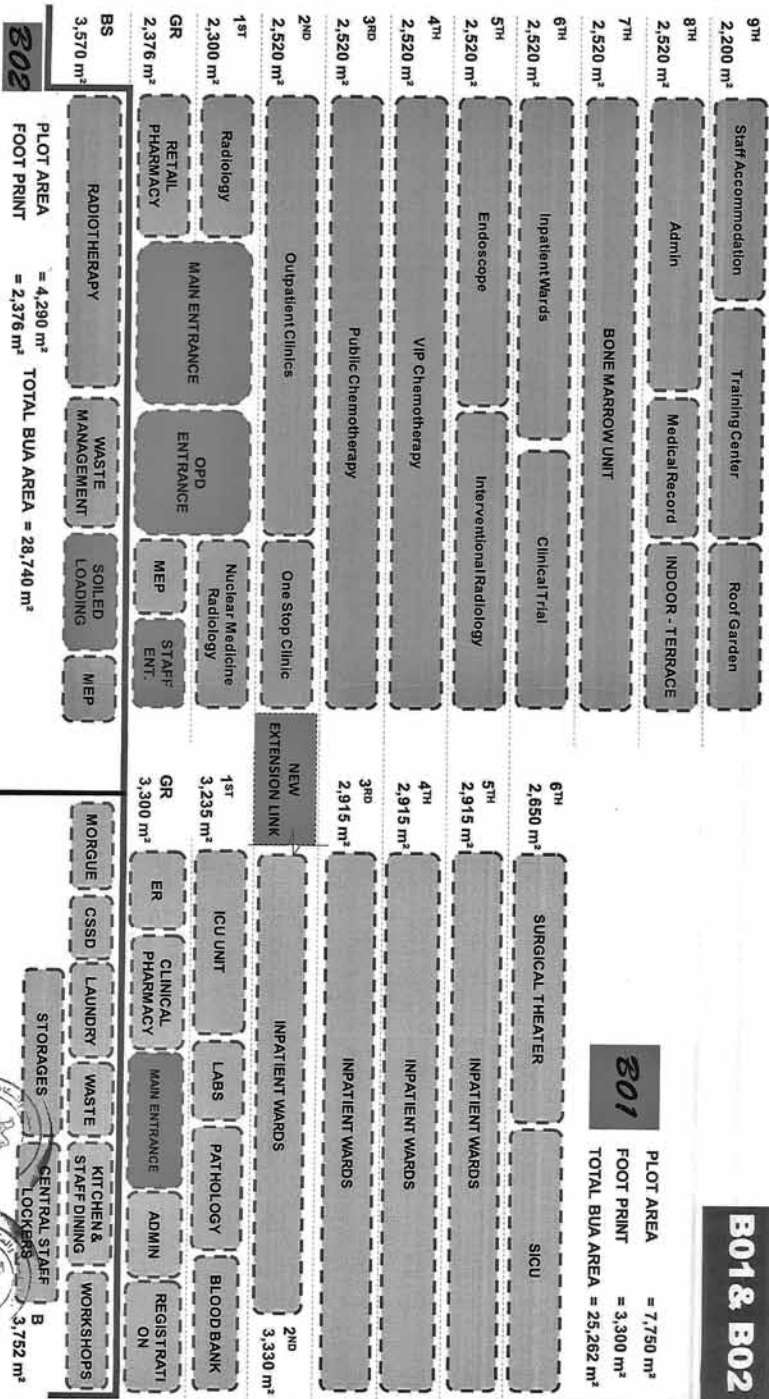 B01& B02
9TH
2,200 m²
Staff Accommodation
Training Center
Roof Garden
8TH
2,520 m²
Admin
Medical Record
INDOOR - TERRACE
7TH
2,520 m²
BONE MARROW UNIT
6TH
2,520 m²
Inpatient Wards
Clinical Trial
5TH
2,520 m²
Endoscope
Interventional Radiology
4TH
2,520 m²
VIP Chemotherapy
3RD
2,520 m²
Public Chemotherapy
2ND
2,520 m²
Outpatient Clinics
One Stop Clinic
1ST
2,300 m²
Radiology
Nuclear Medicine
Radiology
GR
2,376 m²
RETAIL
PHARMACY
MAIN ENTRANCE
OPD
ENTRANCE
MEP
STAFF
ENT.
BS
3,570 m²
RADIOTHERAPY
WASTE
MANAGEMENT
SOILED
LOADING
MEP
B02
PLOT AREA = 4,290 m² TOTAL BUA AREA = 28,740 m²
FOOT PRINT = 2,376 m²
NEW
EXTENSION LINK
B01
PLOT AREA = 7,750 m²
FOOT PRINT = 3,300 m²
TOTAL BUA AREA = 25,262 m²
6TH
2,650 m²
SURGICAL THEATER
SICU
5TH
2,915 m²
INPATIENT WARDS
4TH
2,915 m²
INPATIENT WARDS
3RD
2,915 m²
INPATIENT WARDS
INPATIENT WARDS
2ND
3,330 m²
1ST
3,235 m²
ICU UNIT
LABS
PATHOLOGY
BLOOD BANK
GR
3,300 m²
ER
CLINICAL
PHARMACY
MAIN ENTRANCE
ADMIN
REGISTRATI
ON
MORGUE
CSSD
LAUNDRY
WASTE
KITCHEN &
STAFF DINING
WORKSHOPS
STORAGES
CENTRAL STAFF
LOCKERS
B
3,752 m²